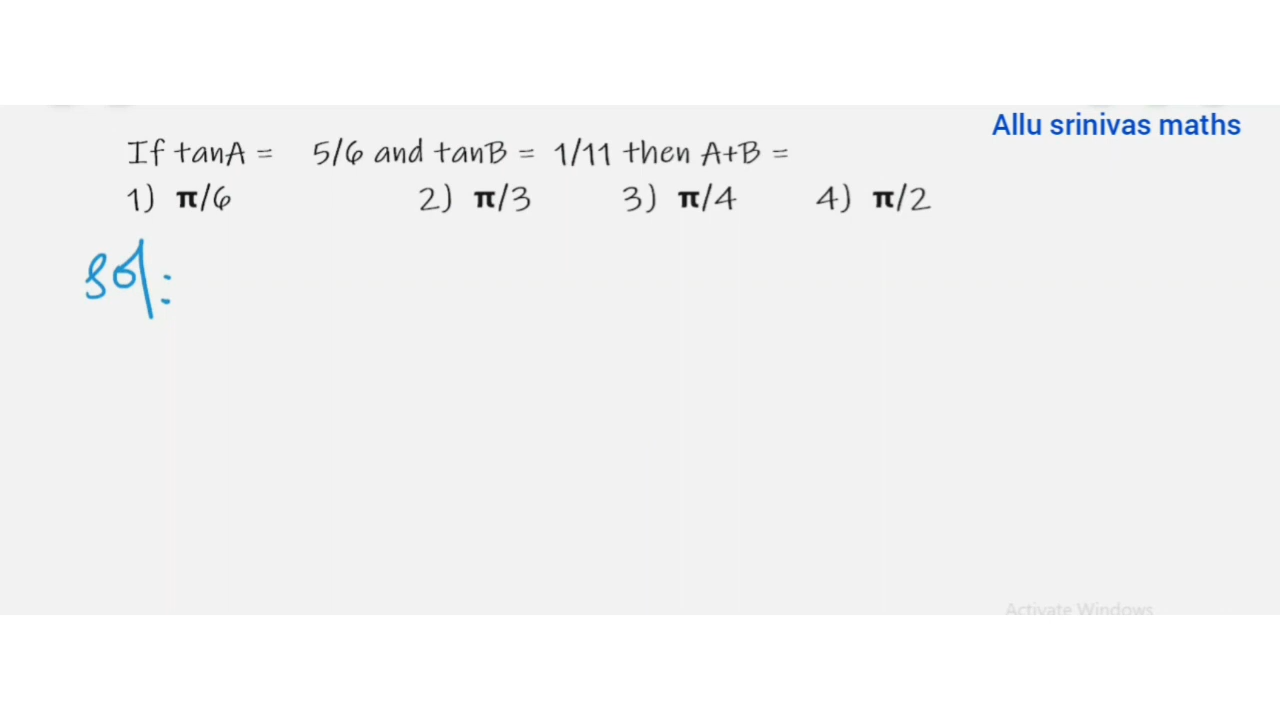 Allu srinivas maths
If tanA = 5/6 and tanB = 1/11 then A+B =
1) π/6 2) π/3 3) π/4 4) π/2
Sol:
Activate Windows